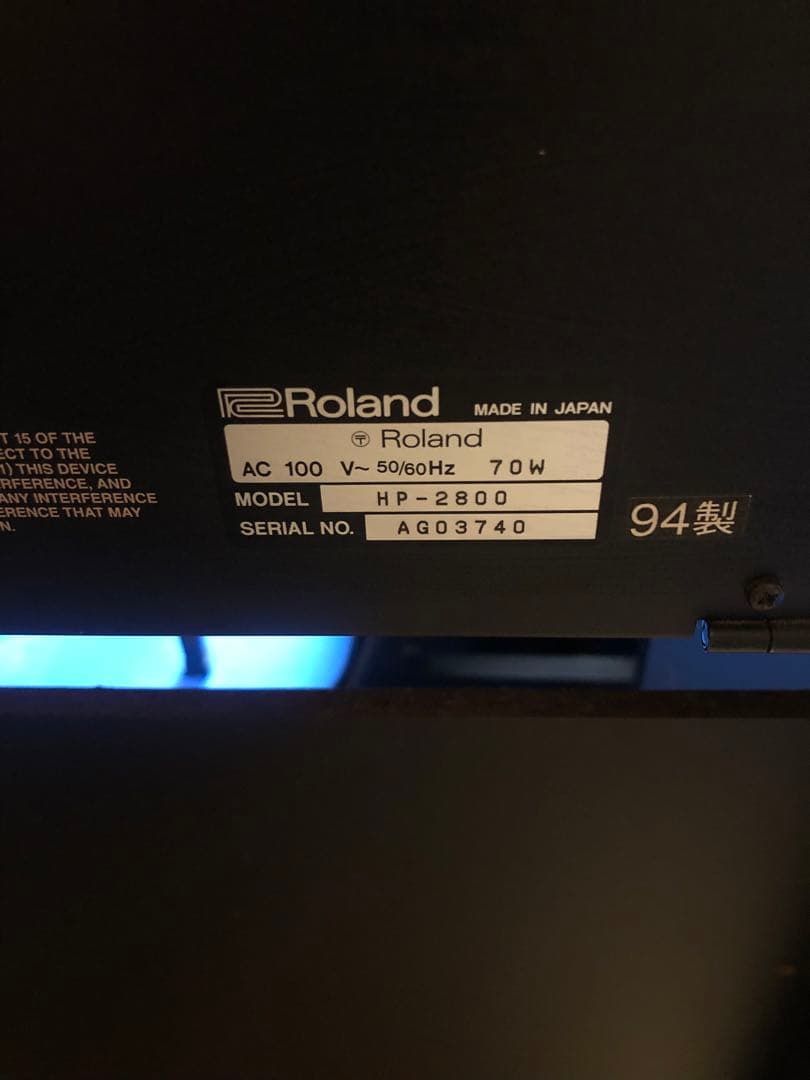 Roland MADE IN JAPAN
〒 Roland
AC 100 V~ 50/60Hz 70W
MODEL HP-2800
SERIAL NO. AG03740
94製
T 15 OF THE
ECT TO THE
1) THIS DEVICE
RFERENCE, AND
ANY INTERFERENCE
ERENCE THAT MAY
N.